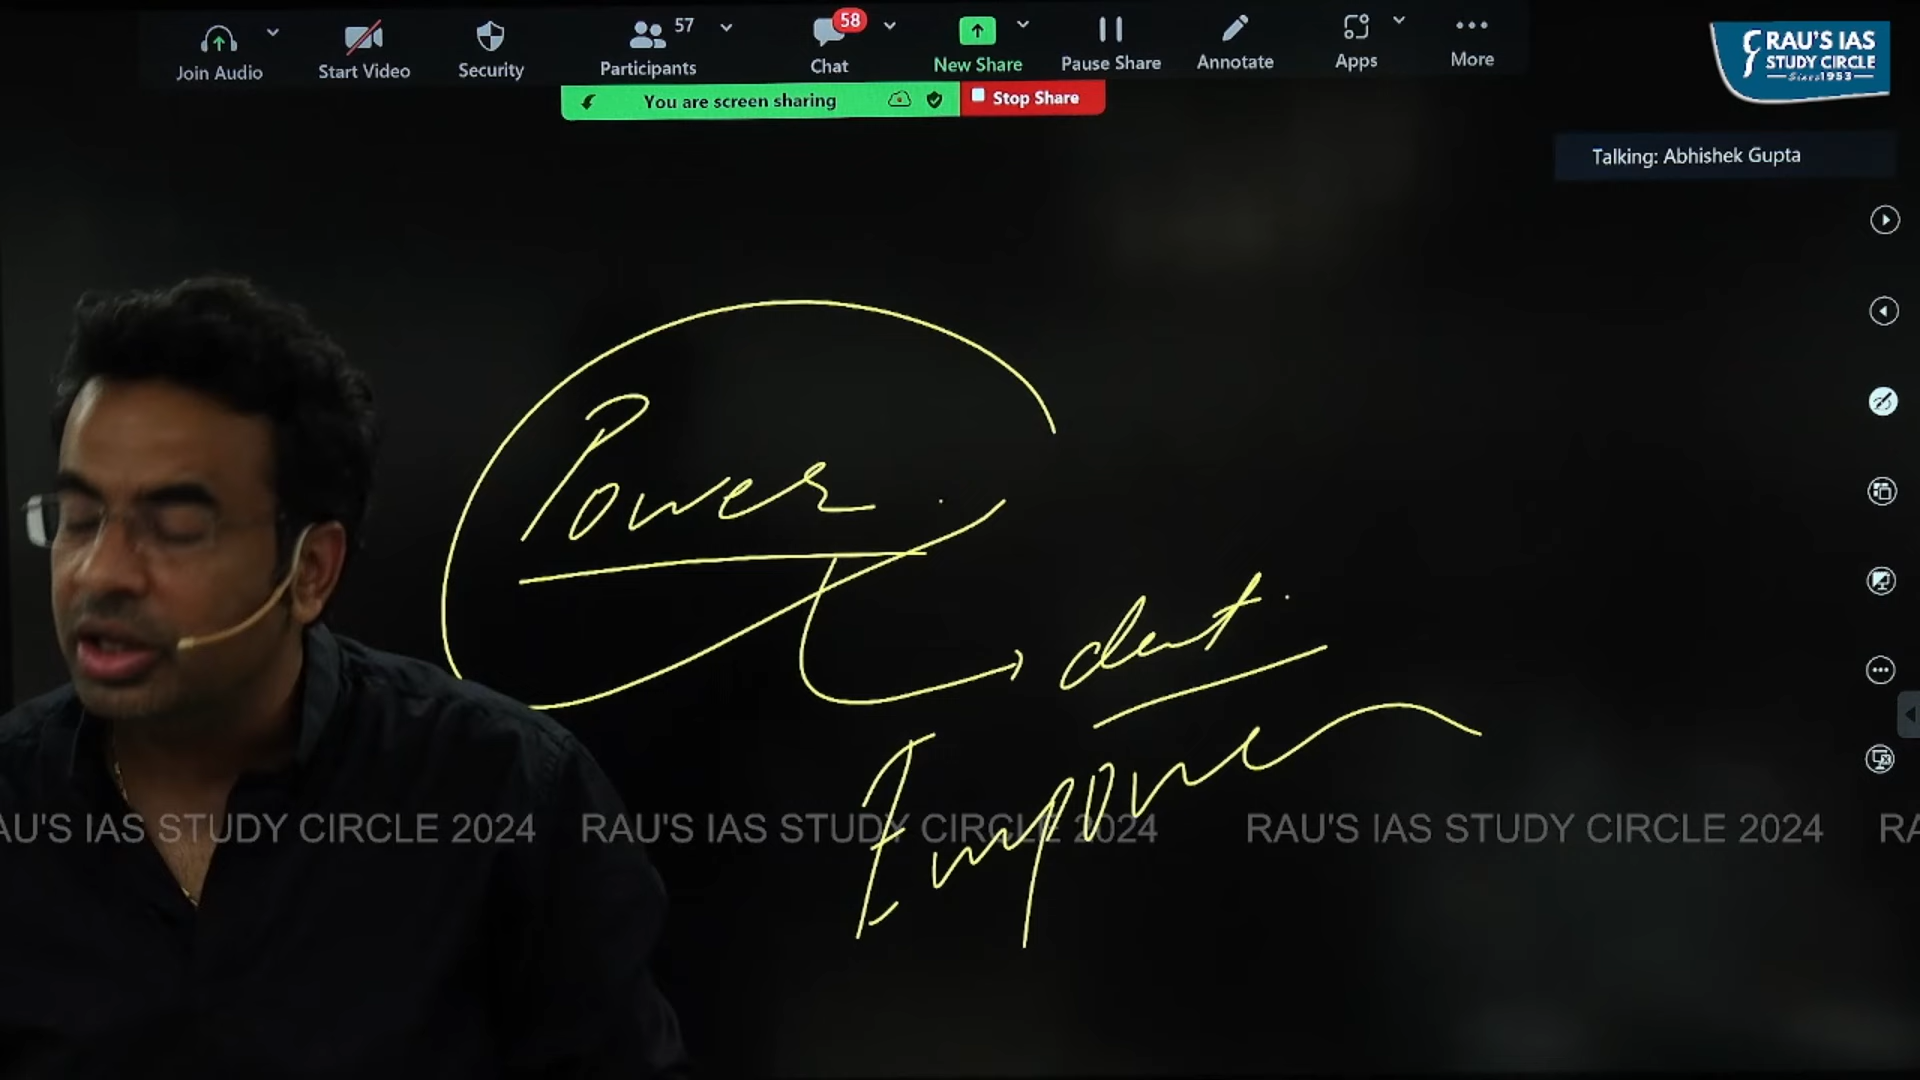 57
58
Join Audio
Start Video
Security
Participants
Chat
New Share
Pause Share
Annotate
Apps
More
RAU'S IAS
STUDY CIRCLE
Since 1953
You are screen sharing
Stop Share
Talking: Abhishek Gupta
Power
Empower
AU'S IAS STUDY CIRCLE 2024 RAU'S IAS STUDY CIRCLE 2024 RAU'S IAS STUDY CIRCLE 2024 RA